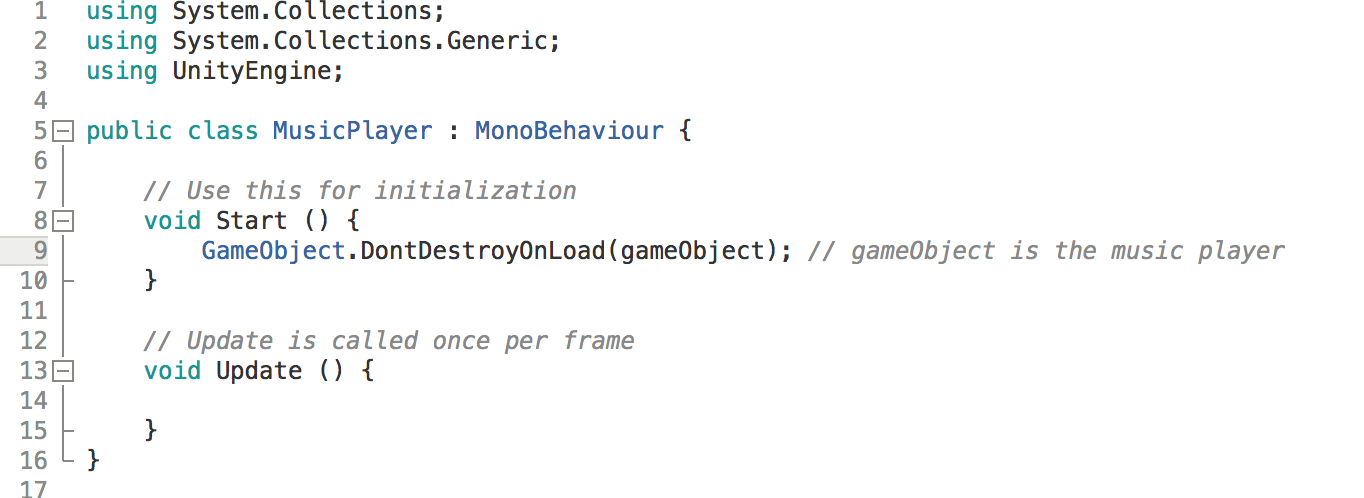 1 using System.Collections;
2 using System.Collections.Generic;
3 using UnityEngine;
4
5 public class MusicPlayer : MonoBehaviour {
6
7 // Use this for initialization
8 void Start () {
9 GameObject.DontDestroyOnLoad(gameObject); // gameObject is the music player
10 }
11
12 // Update is called once per frame
13 void Update () {
14
15 }
16 }
17